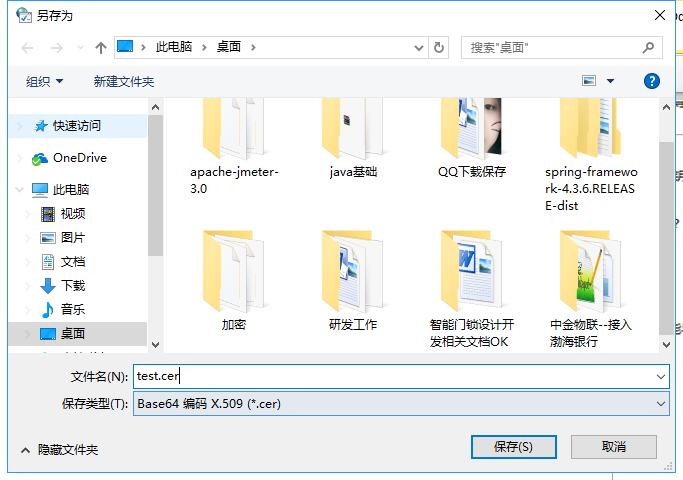 另存为
此电脑 桌面
搜索"桌面"
组织 新建文件夹
快速访问
OneDrive
此电脑
视频
图片
文档
下载
音乐
桌面
apache-jmeter-
3.0
java基础
QQ下载保存
spring-framew
ork-4.3.6.RELEAS
E-dist
加密
研发工作
智能门锁设计开
发相关文档OK
中金物联--接入
渤海银行
文件名(N): test.cer
保存类型(T): Base64 编码 X.509 (*.cer)
隐藏文件夹
保存(S) 取消